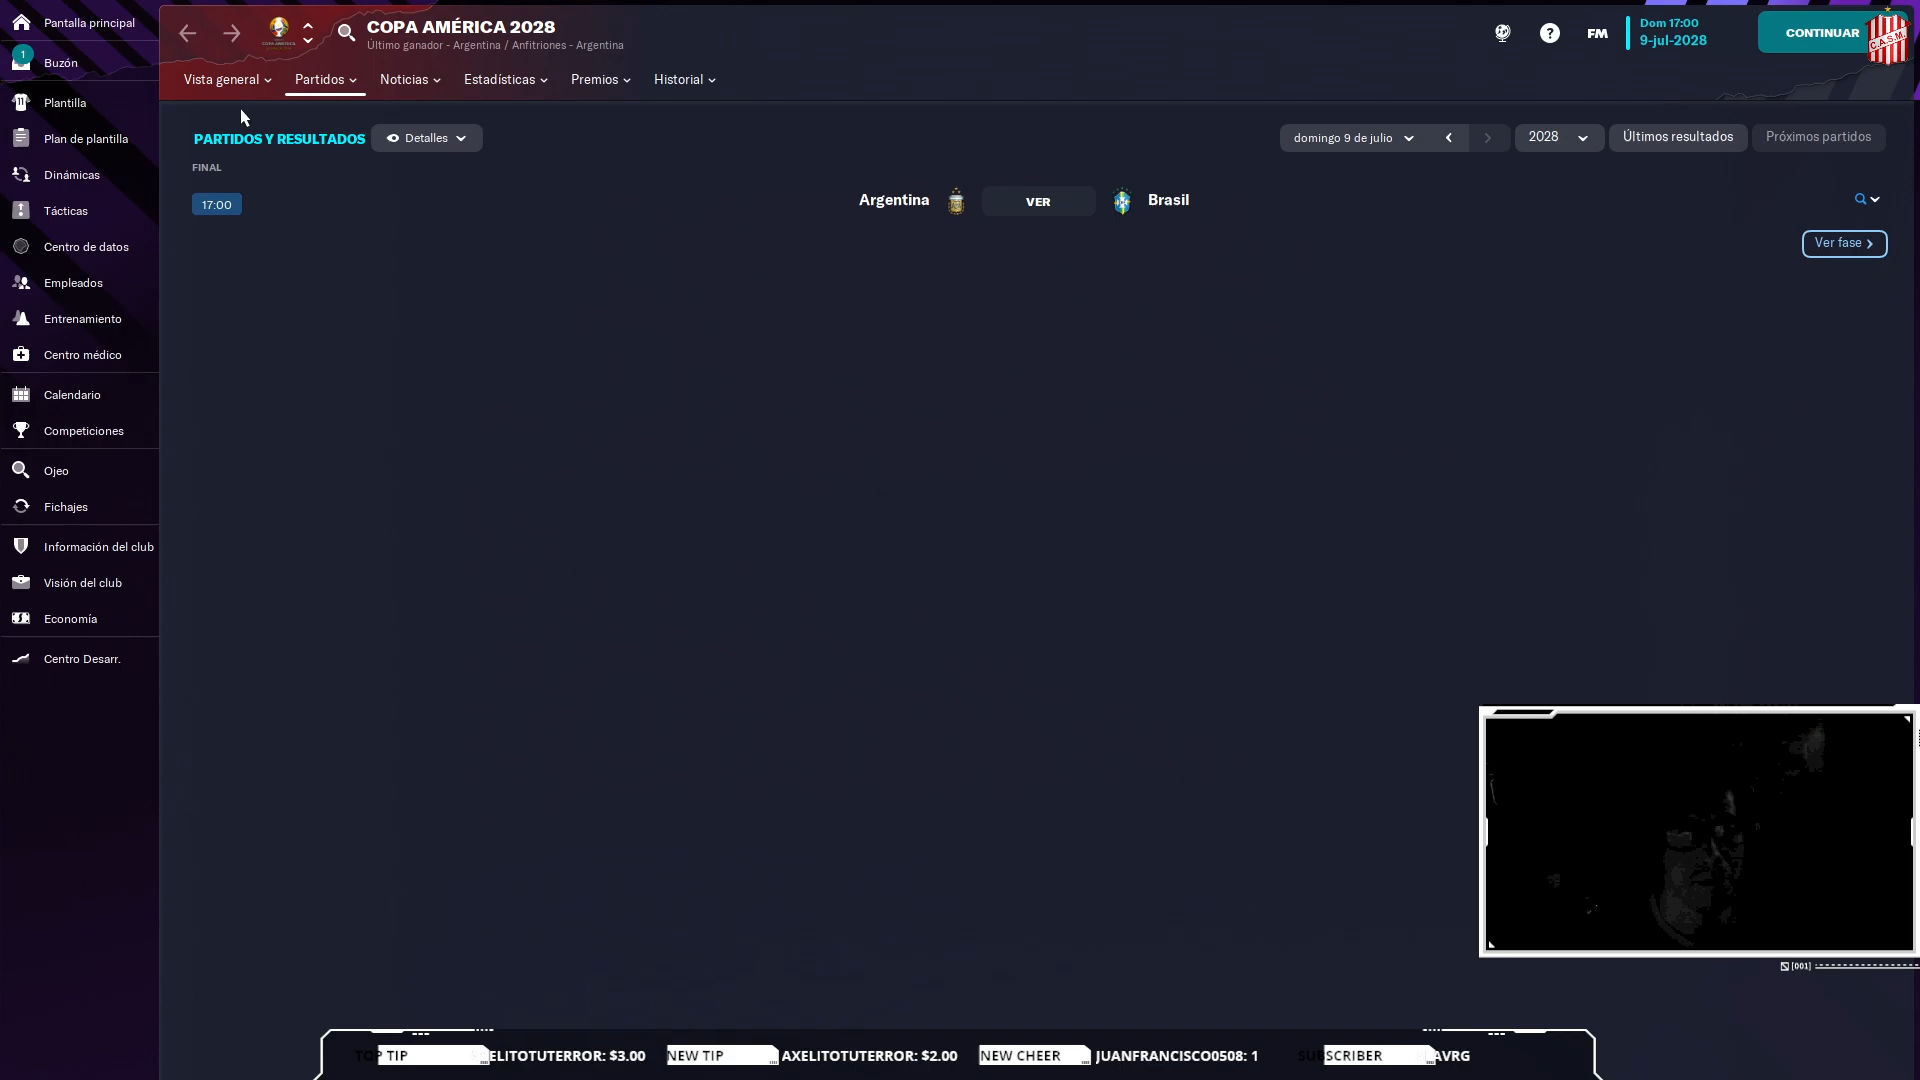 Pantalla principal
1
Buzón
Plantilla
Plan de plantilla
Dinámicas
Tácticas
Centro de datos
Empleados
Entrenamiento
Centro médico
Calendario
Competiciones
Ojeo
Fichajes
Información del club
Visión del club
Economía
Centro Desarr.
COPA AMÉRICA 2028
Último ganador - Argentina / Anfitriones - Argentina
FM
Dom 17:00
9-jul-2028
CONTINUAR
C.A.S.M.
Vista general
Partidos
Noticias
Estadísticas
Premios
Historial
PARTIDOS Y RESULTADOS
Detalles
domingo 9 de julio
2028
Últimos resultados
Próximos partidos
FINAL
17:00
Argentina
VER
Brasil
Ver fase
[001]
TOP TIP
ELITOTUTERROR: $3.00
NEW TIP
AXELITOTUTERROR: $2.00
NEW CHEER
JUANFRANCISCO0508: 1
SUBSCRIBER
AVRG